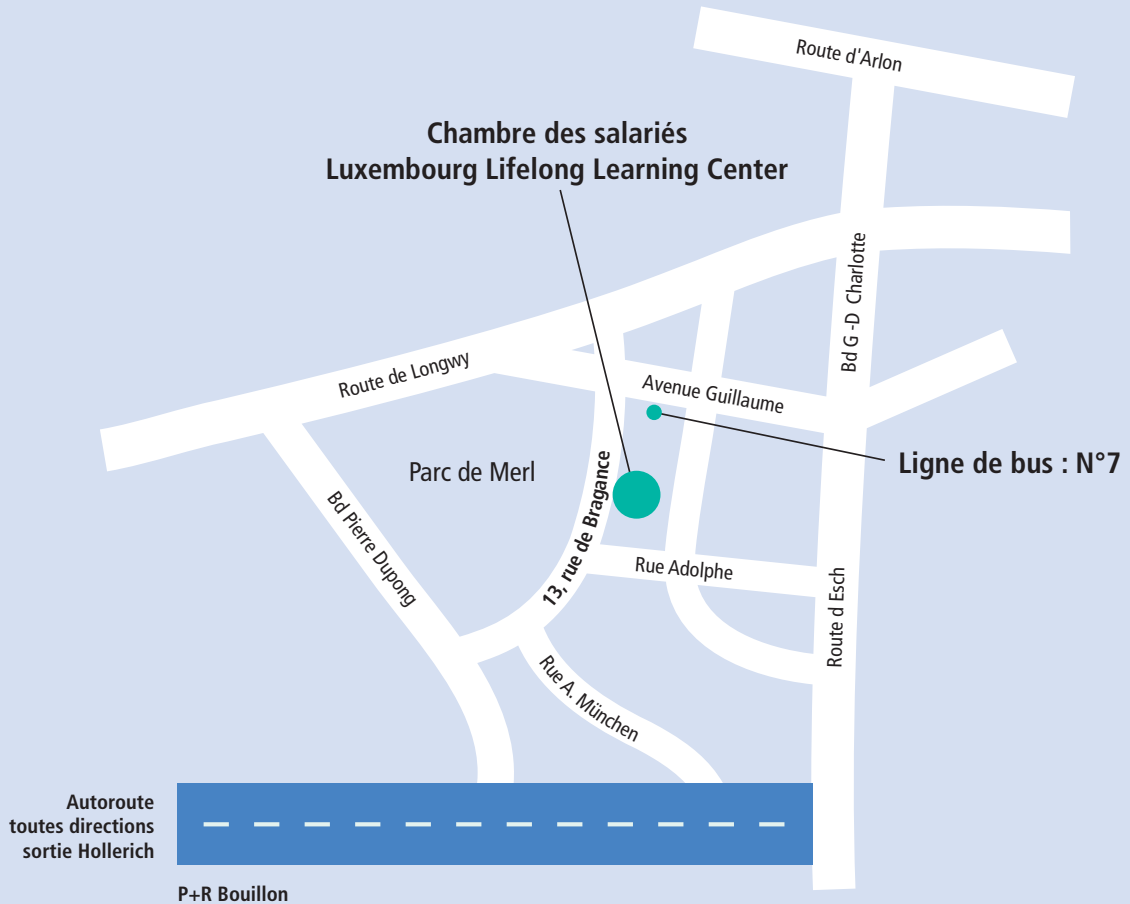 Route d'Arlon
Chambre des salariés
Luxembourg Lifelong Learning Center
Bd G -D Charlotte
Route de Longwy
Avenue Guillaume
Ligne de bus : N°7
Parc de Merl
13, rue de Bragance
Bd Pierre Dupong
Rue Adolphe
Route d Esch
Rue A. München
Autoroute
toutes directions
sortie Hollerich
P+R Bouillon